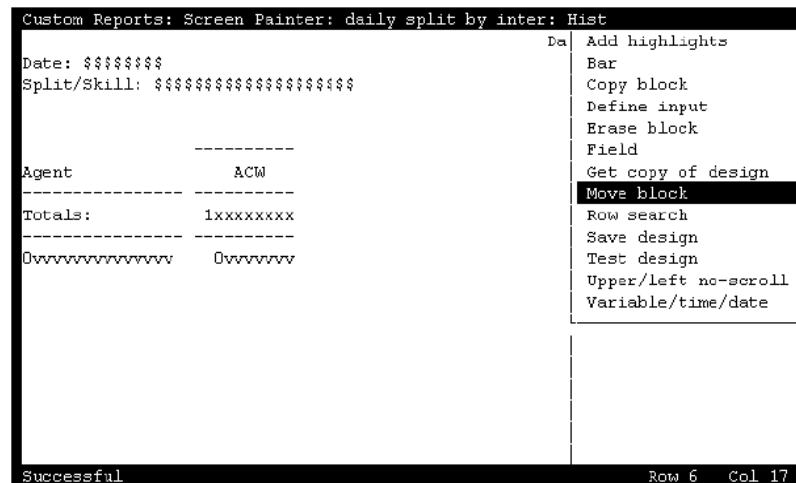 Custom Reports: Screen Painter: daily split by inter: Hist
Da
Date: $$$$$$$$
Split/Skill: $$$$$$$$$$$$$$$$$$$$
----------
Agent ACW
---------------- ----------
Totals: 1xxxxxxxx
---------------- ----------
0vvvvvvvvvvvvvv 0vvvvvvv
Add highlights
Bar
Copy block
Define input
Erase block
Field
Get copy of design
Move block
Row search
Save design
Test design
Upper/left no-scroll
Variable/time/date
Successful Row 6 Col 17